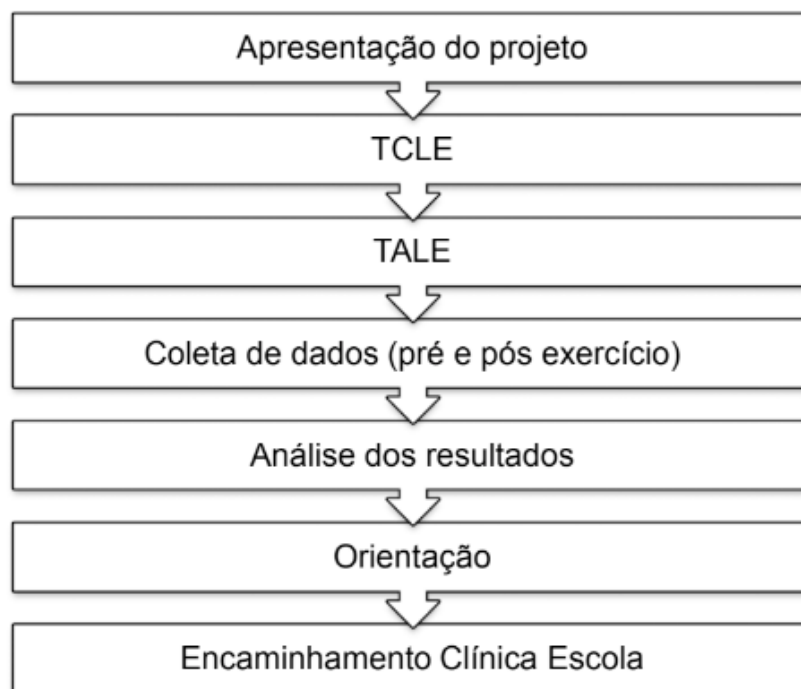 Apresentação do projeto
TCLE
TALE
Coleta de dados (pré e pós exercício)
Análise dos resultados
Orientação
Encaminhamento Clínica Escola